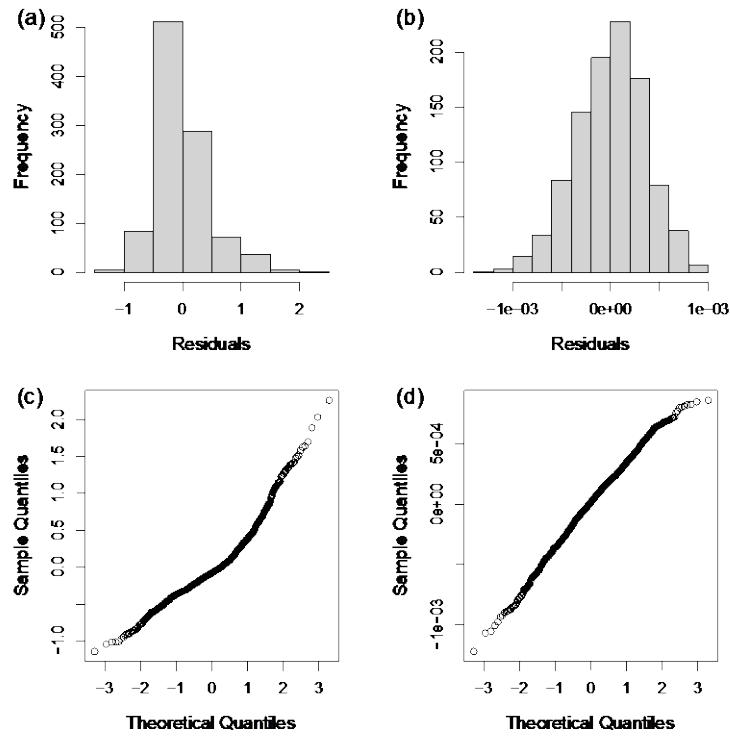 (a)
Frequency
0 100 200 300 400 500
−1 0 1 2
Residuals
(b)
Frequency
0 50 100 150 200
−1e−03 0e+00 1e−03
Residuals
(c)
Sample Quantiles
−1.0 0.0 0.5 1.0 1.5 2.0
−3 −2 −1 0 1 2 3
Theoretical Quantiles
(d)
Sample Quantiles
−1e−03 0e+00 5e−04
−3 −2 −1 0 1 2 3
Theoretical Quantiles